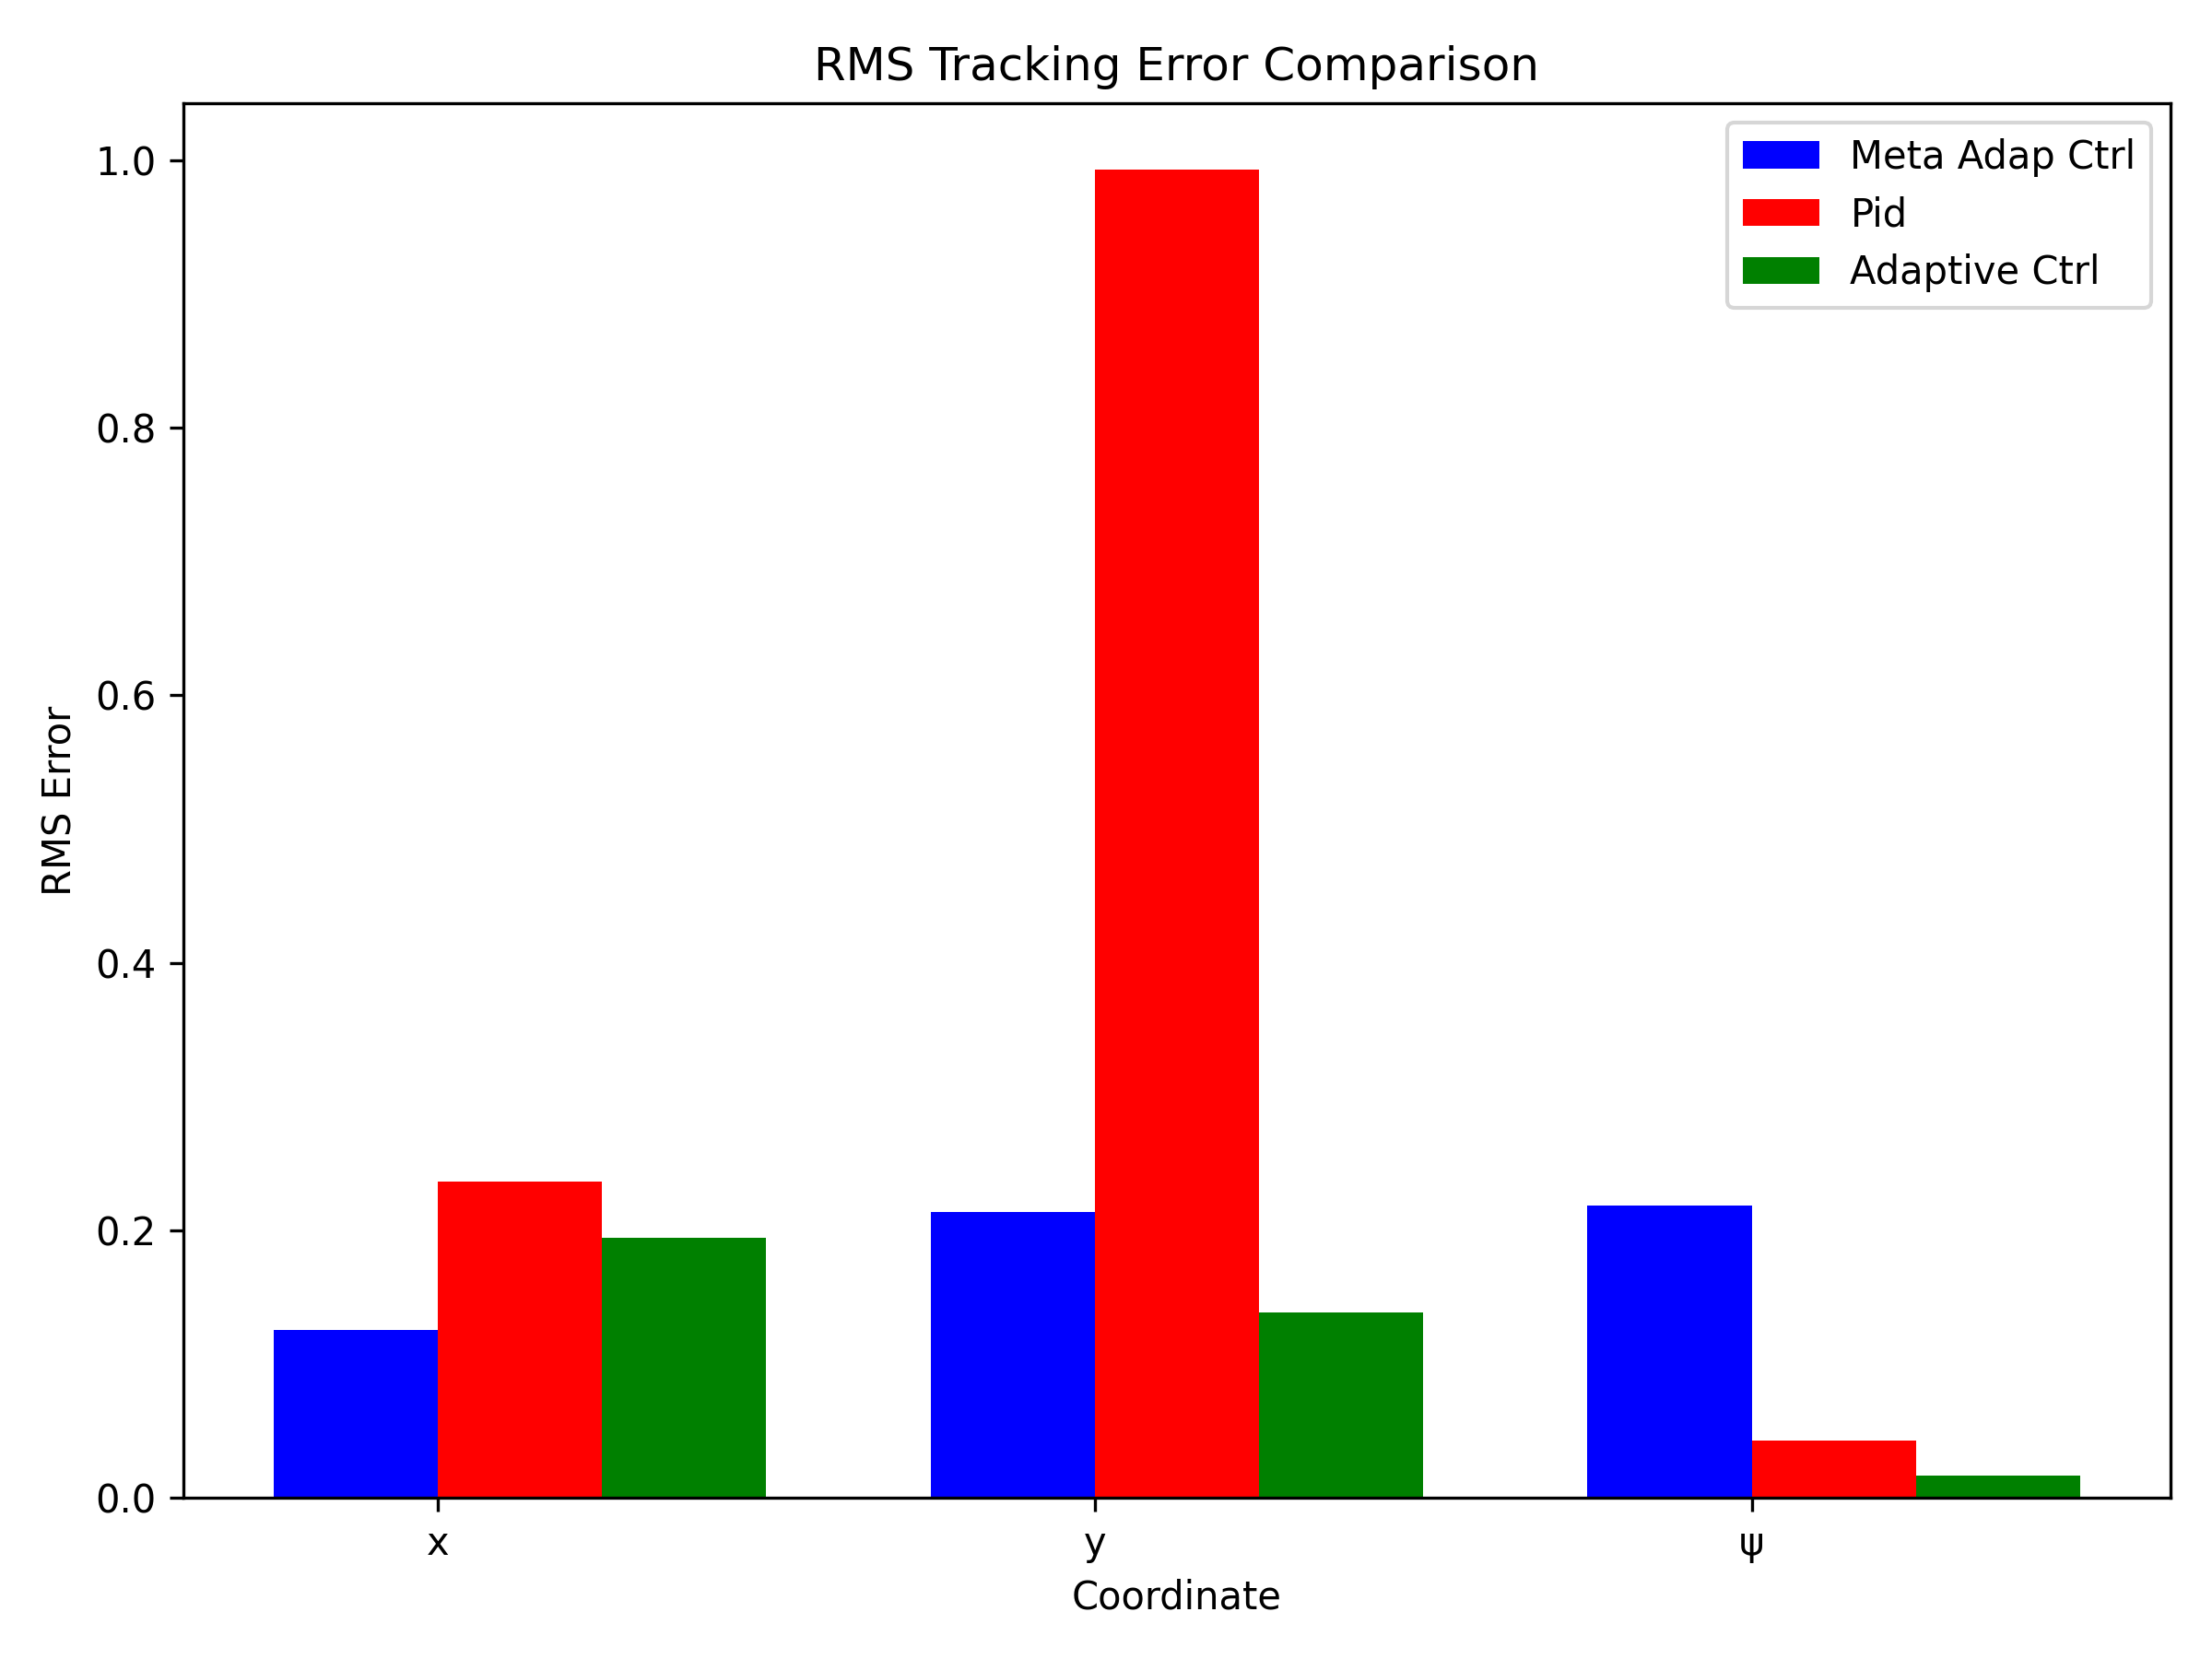 RMS Tracking Error Comparison
Meta Adap Ctrl
Pid
Adaptive Ctrl
RMS Error
1.0
0.8
0.6
0.4
0.2
0.0
x
y
ψ
Coordinate